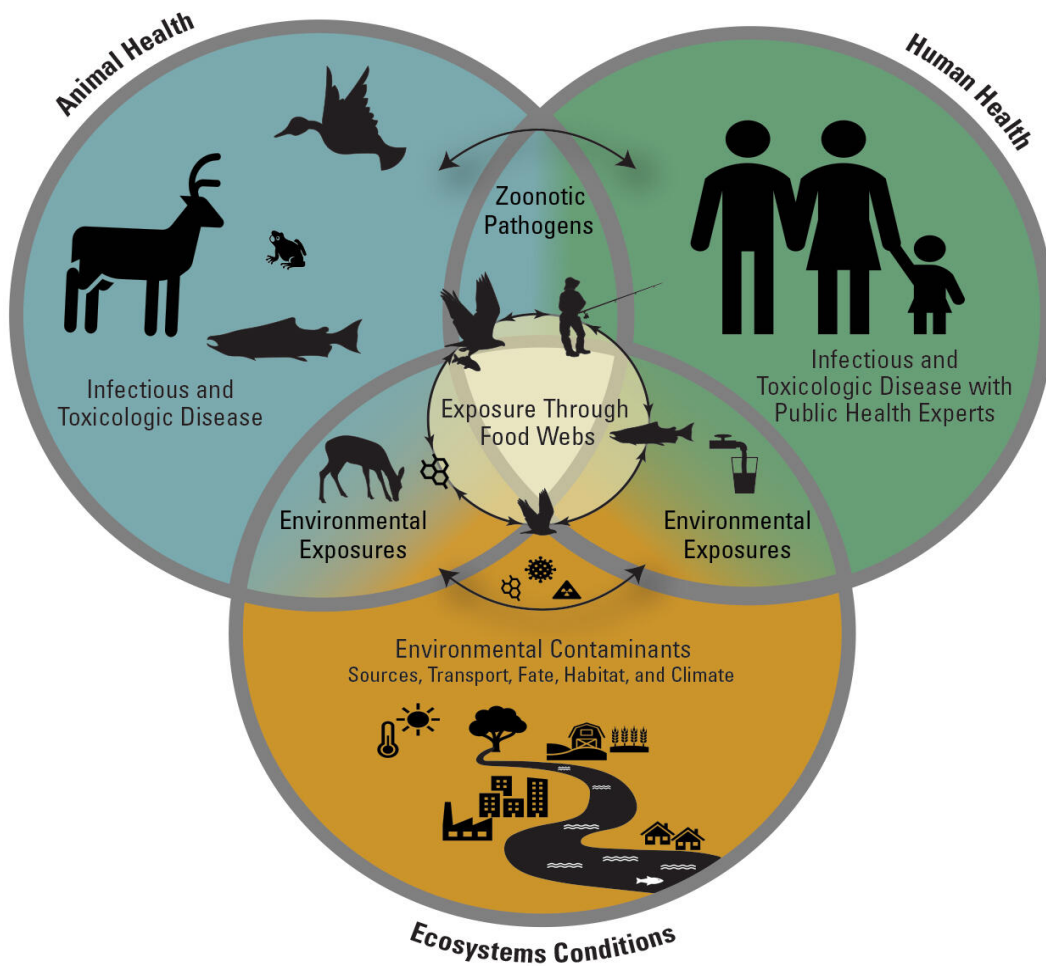 Animal Health
Human Health
Zoonotic
Pathogens
Infectious and
Toxicologic Disease
Infectious and
Toxicologic Disease with
Public Health Experts
Exposure Through
Food Webs
Environmental
Exposures
Environmental
Exposures
Environmental Contaminants
Sources, Transport, Fate, Habitat, and Climate
Ecosystems Conditions